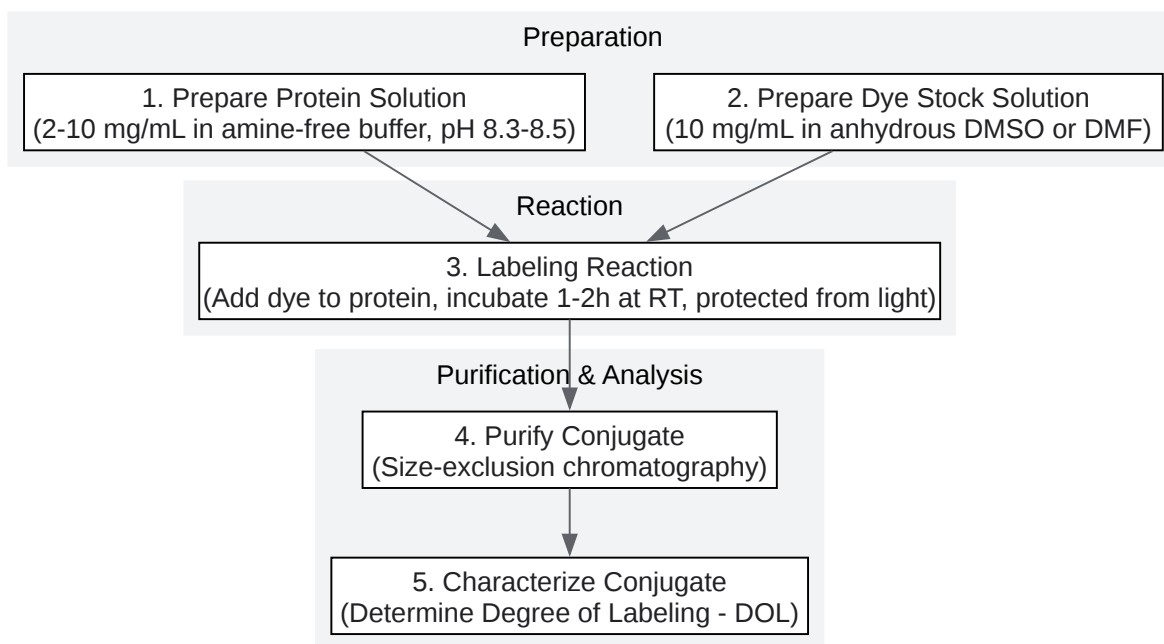 Preparation
1. Prepare Protein Solution
(2-10 mg/mL in amine-free buffer, pH 8.3-8.5)
2. Prepare Dye Stock Solution
(10 mg/mL in anhydrous DMSO or DMF)
Reaction
3. Labeling Reaction
(Add dye to protein, incubate 1-2h at RT, protected from light)
Purification & Analysis
4. Purify Conjugate
(Size-exclusion chromatography)
5. Characterize Conjugate
(Determine Degree of Labeling - DOL)